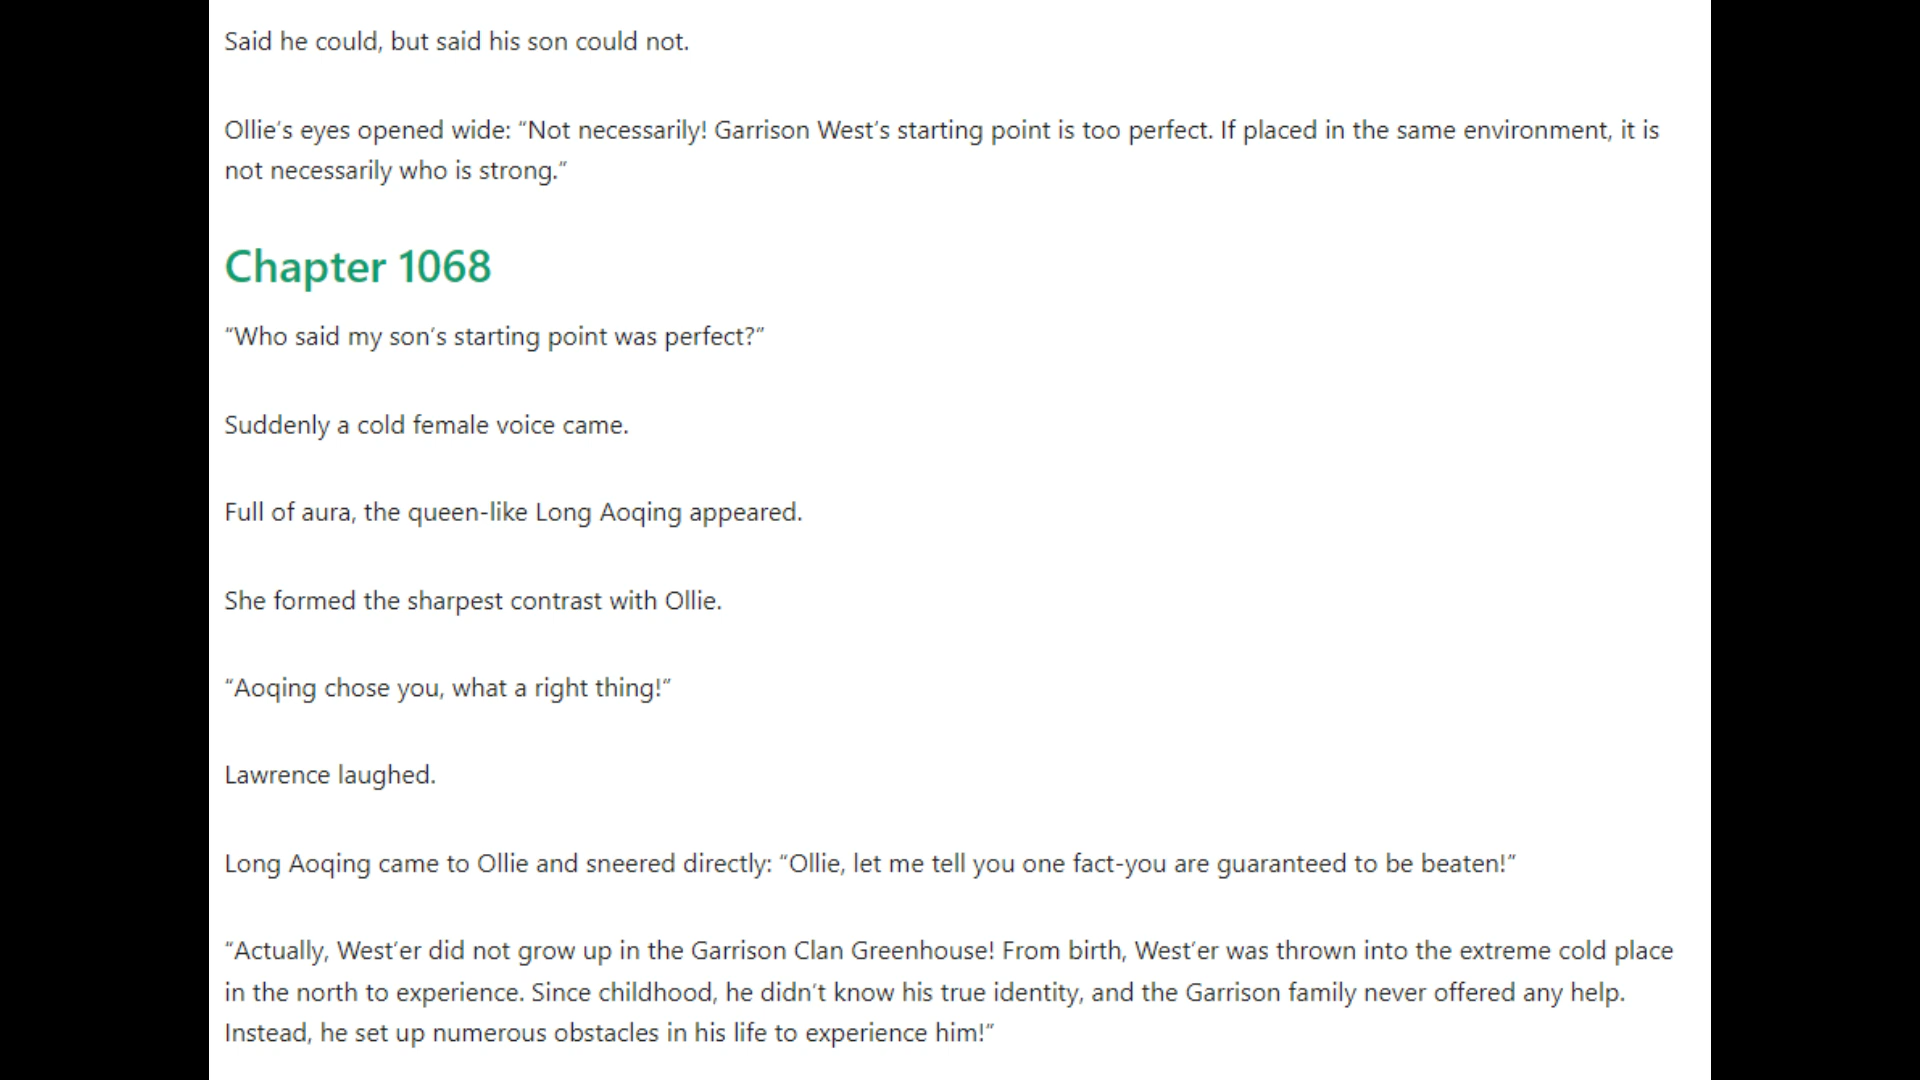 Said he could, but said his son could not.
Ollie’s eyes opened wide: “Not necessarily! Garrison West’s starting point is too perfect. If placed in the same environment, it is
not necessarily who is strong.”
Chapter 1068
“Who said my son’s starting point was perfect?”
Suddenly a cold female voice came.
Full of aura, the queen-like Long Aoqing appeared.
She formed the sharpest contrast with Ollie.
“Aoqing chose you, what a right thing!”
Lawrence laughed.
Long Aoqing came to Ollie and sneered directly: “Ollie, let me tell you one fact-you are guaranteed to be beaten!”
“Actually, West’er did not grow up in the Garrison Clan Greenhouse! From birth, West’er was thrown into the extreme cold place
in the north to experience. Since childhood, he didn’t know his true identity, and the Garrison family never offered any help.
Instead, he set up numerous obstacles in his life to experience him!”